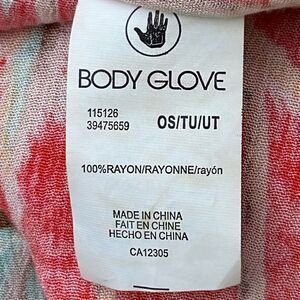 BODY GLOVE
115126
39475659 OS/TU/UT
100%RAYON/RAYONNE/rayón
MADE IN CHINA
FAIT EN CHINE
HECHO EN CHINA
CA12305